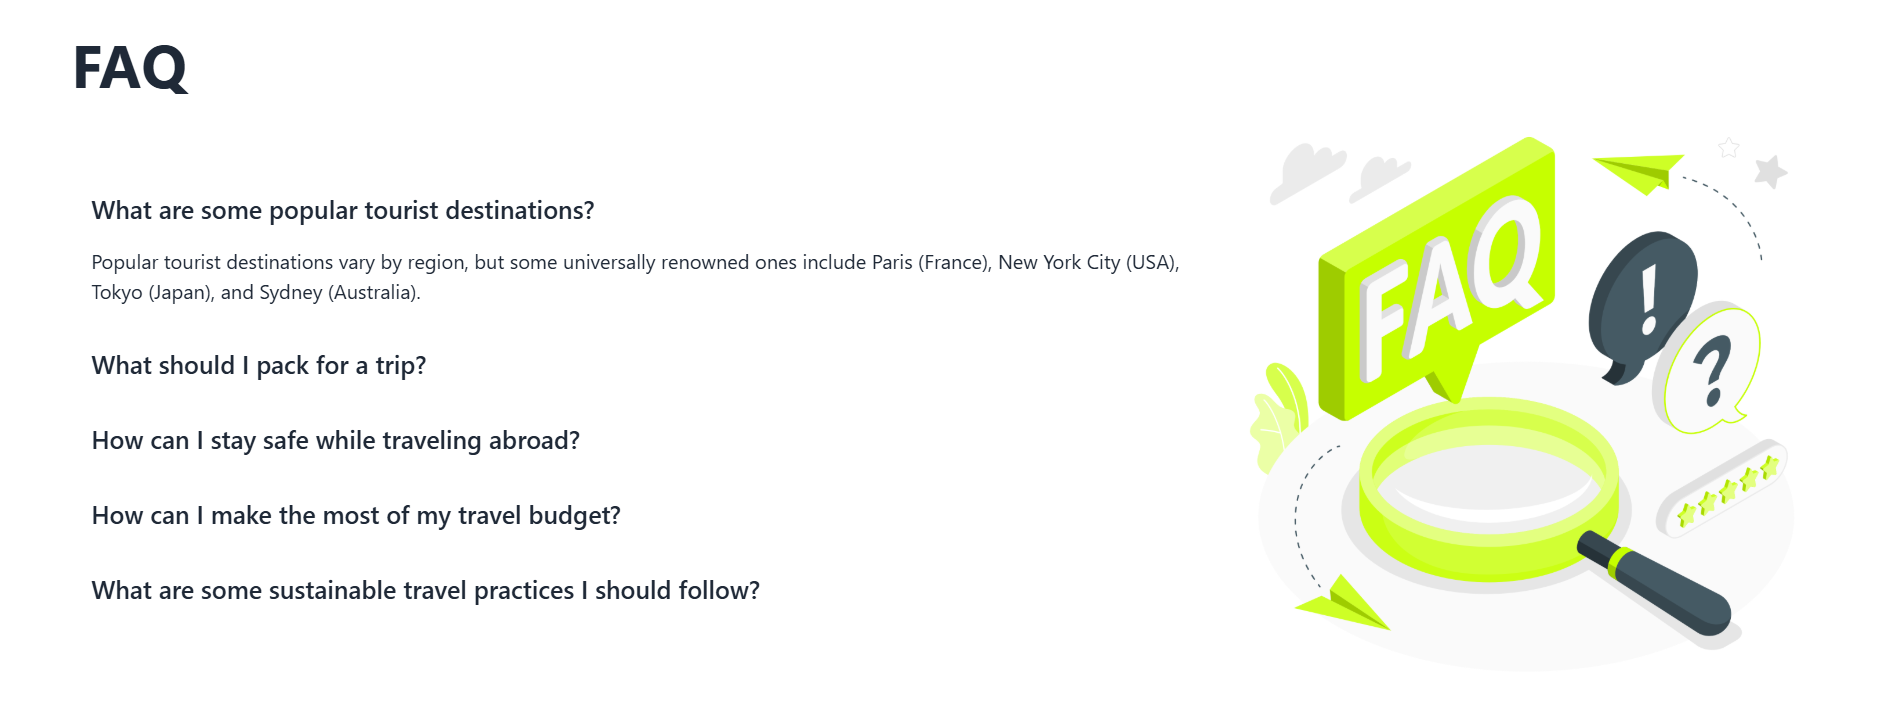 FAQ
What are some popular tourist destinations?
Popular tourist destinations vary by region, but some universally renowned ones include Paris (France), New York City (USA),
Tokyo (Japan), and Sydney (Australia).
What should I pack for a trip?
How can I stay safe while traveling abroad?
How can I make the most of my travel budget?
What are some sustainable travel practices I should follow?
FAQ
!
?